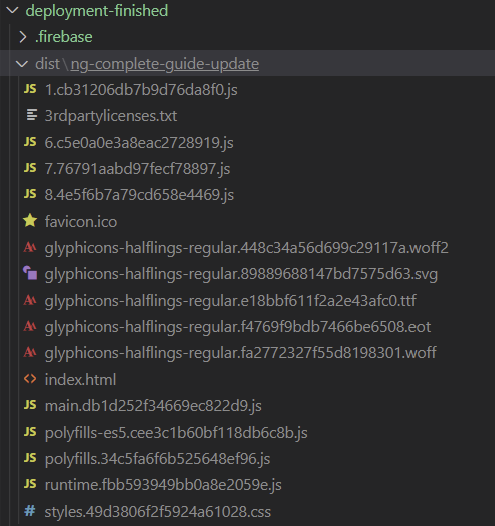 deployment-finished
.firebase
dist\ng-complete-guide-update
JS 1.cb31206db7b9d76da8f0.js
3rdpartylicenses.txt
JS 6.c5e0a0e3a8eac2728919.js
JS 7.76791aabd97fecf78897.js
JS 8.4e5f6b7a79cd658e4469.js
favicon.ico
glyphicons-halflings-regular.448c34a56d699c29117a.woff2
glyphicons-halflings-regular.89889688147bd7575d63.svg
glyphicons-halflings-regular.e18bbf611f2a2e43afc0.ttf
glyphicons-halflings-regular.f4769f9bdb7466be6508.eot
glyphicons-halflings-regular.fa2772327f55d8198301.woff
<> index.html
JS main.db1d252f34669ec822d9.js
JS polyfills-es5.cee3c1b60bf118db6c8b.js
JS polyfills.34c5fa6f6b525648ef96.js
JS runtime.fbb593949bb0a8e2059e.js
# styles.49d3806f2f5924a61028.css